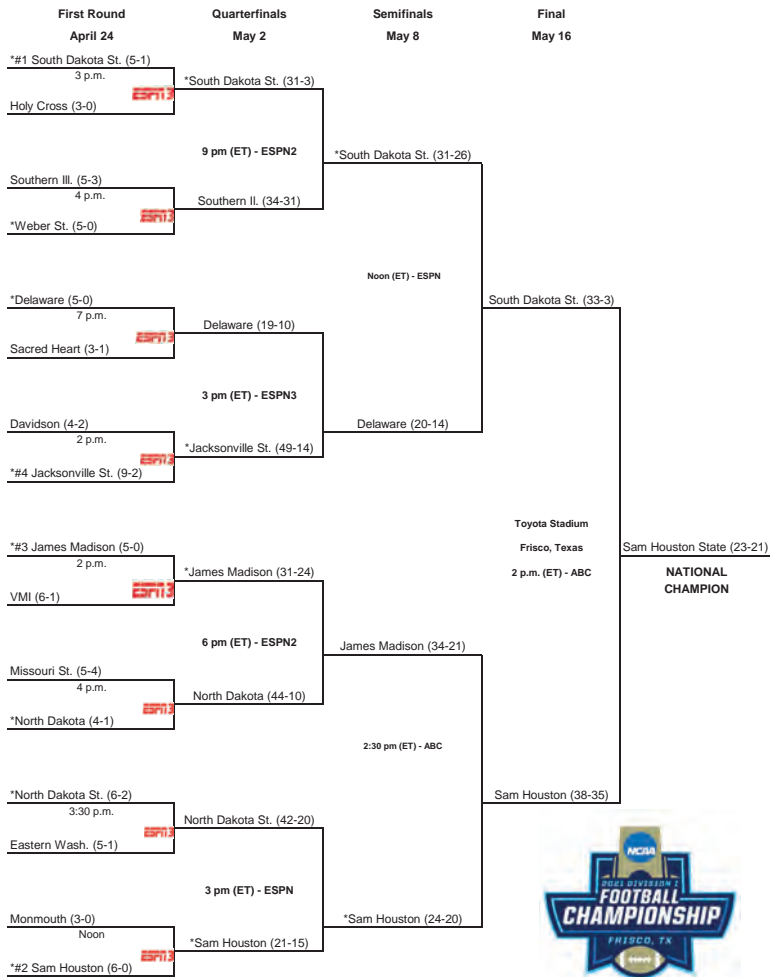 First Round Quarterfinals Semifinals Final
April 24 May 2 May 8 May 16
*#1 South Dakota St. (5-1)
3 p.m.
ESPN3
Holy Cross (3-0)
*South Dakota St. (31-3)
9 pm (ET) - ESPN2
Southern Ill. (5-3)
4 p.m.
ESPN3
*Weber St. (5-0)
Southern Il. (34-31)
*South Dakota St. (31-26)
Noon (ET) - ESPN
*Delaware (5-0)
7 p.m.
ESPN3
Sacred Heart (3-1)
Delaware (19-10)
3 pm (ET) - ESPN3
Davidson (4-2)
2 p.m.
ESPN3
*#4 Jacksonville St. (9-2)
*Jacksonville St. (49-14)
Delaware (20-14)
South Dakota St. (33-3)
*#3 James Madison (5-0)
2 p.m.
ESPN3
VMI (6-1)
*James Madison (31-24)
6 pm (ET) - ESPN2
Missouri St. (5-4)
4 p.m.
ESPN3
*North Dakota (4-1)
North Dakota (44-10)
James Madison (34-21)
2:30 pm (ET) - ABC
*North Dakota St. (6-2)
3:30 p.m.
ESPN3
Eastern Wash. (5-1)
North Dakota St. (42-20)
3 pm (ET) - ESPN
Monmouth (3-0)
Noon
ESPN3
*#2 Sam Houston (6-0)
*Sam Houston (21-15)
*Sam Houston (24-20)
Sam Houston (38-35)
Toyota Stadium
Frisco, Texas
2 p.m. (ET) - ABC
Sam Houston State (23-21)
NATIONAL
CHAMPION
NCAA
2021 DIVISION I
FOOTBALL
CHAMPIONSHIP
FRISCO, TX